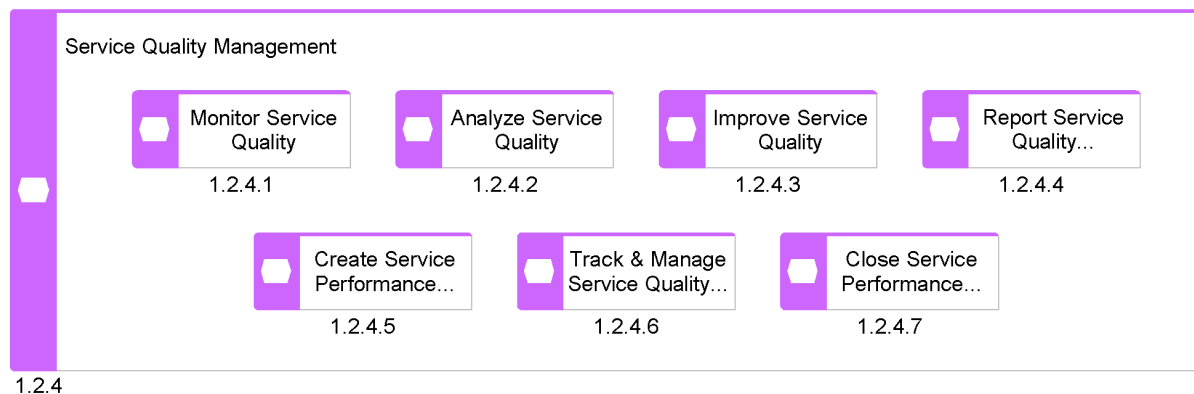 Service Quality Management
Monitor Service
Quality
1.2.4.1
Analyze Service
Quality
1.2.4.2
Improve Service
Quality
1.2.4.3
Report Service
Quality...
1.2.4.4
Create Service
Performance...
1.2.4.5
Track & Manage
Service Quality...
1.2.4.6
Close Service
Performance...
1.2.4.7
1.2.4